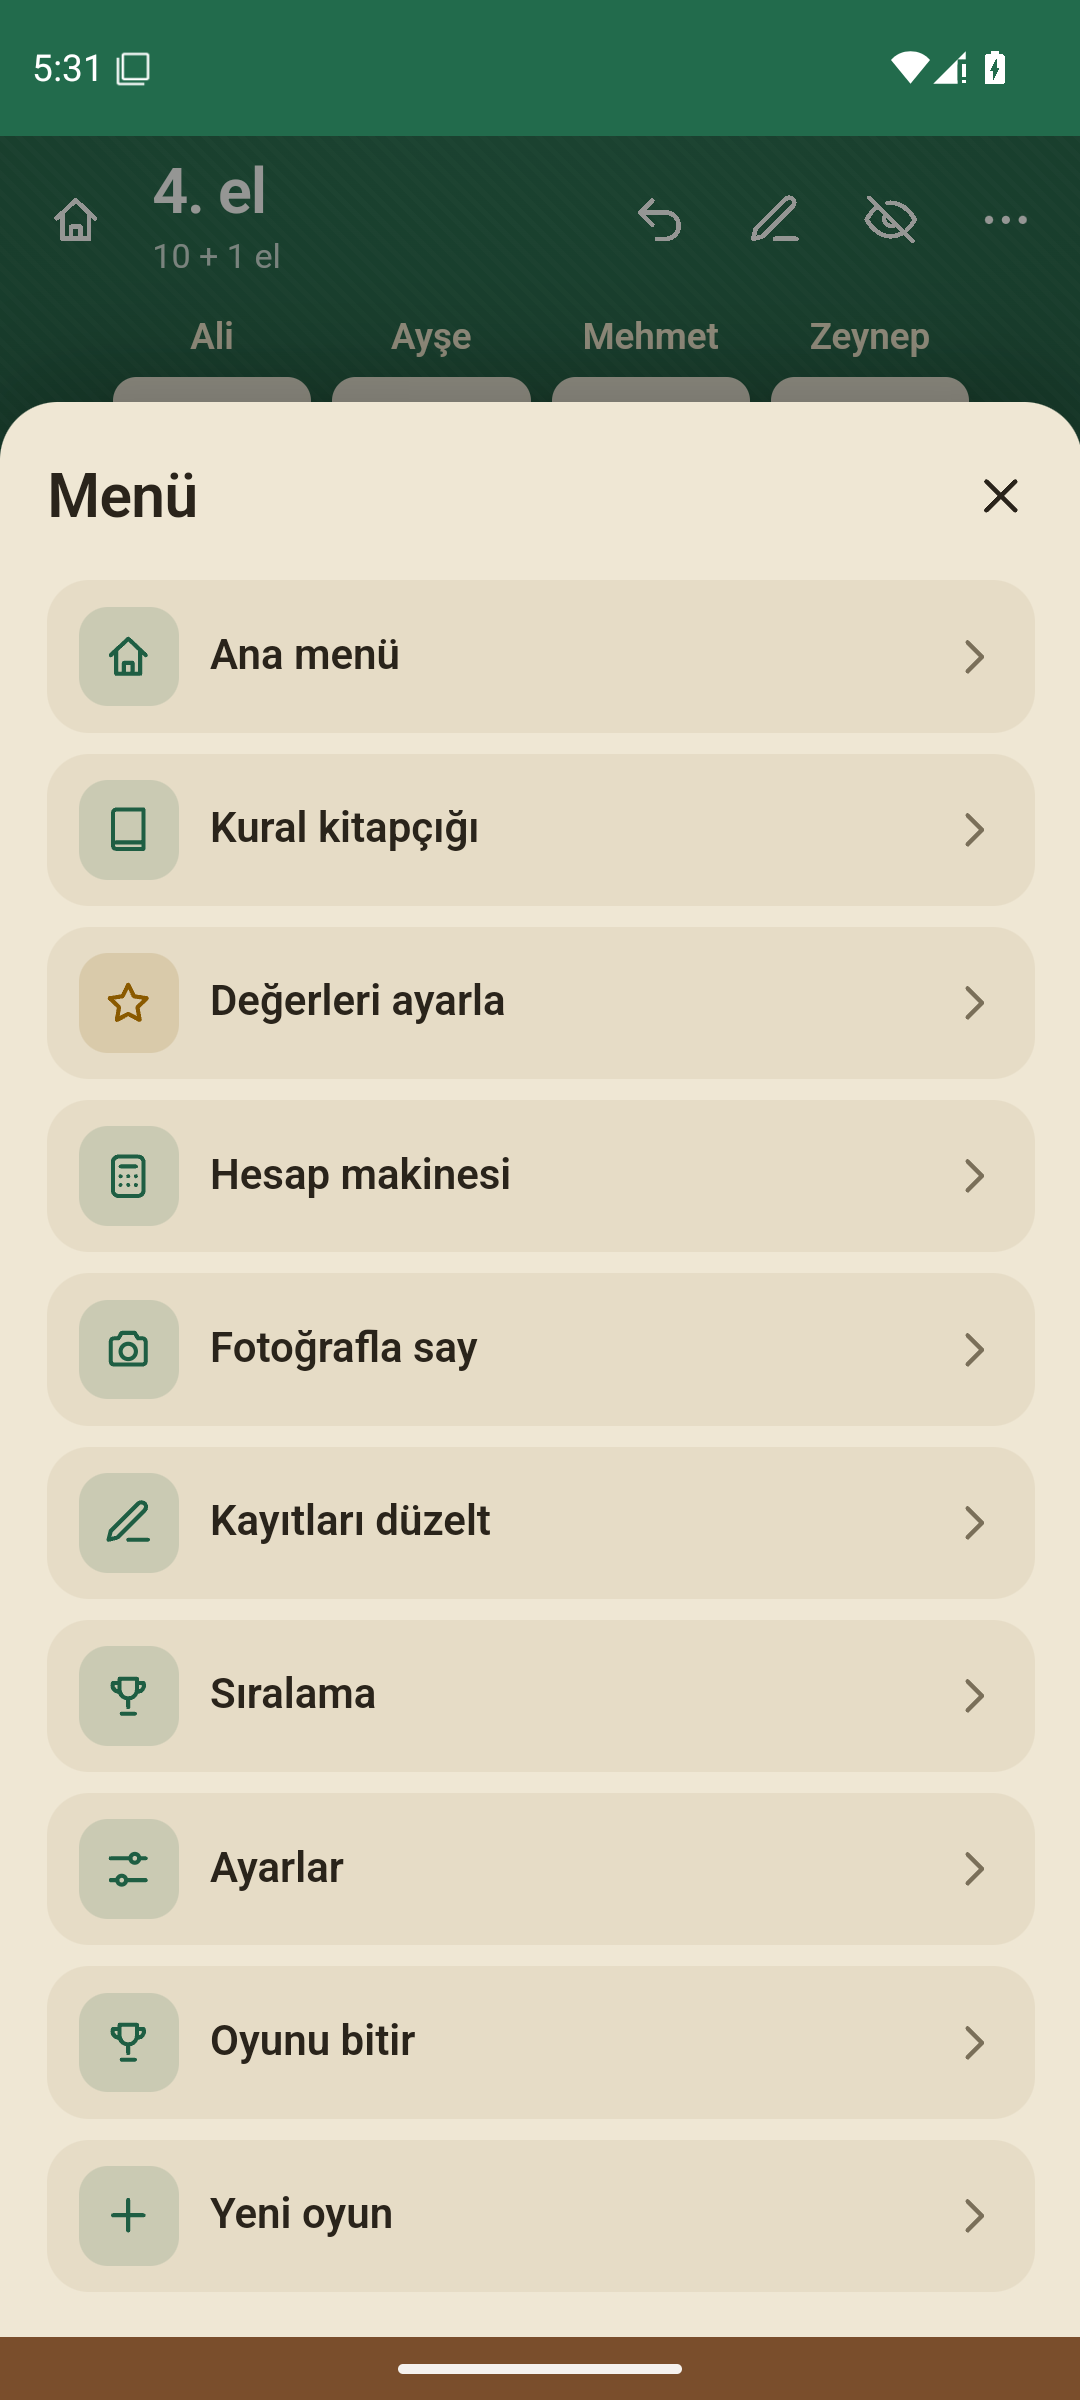 5:31
4. el
10 + 1 el
Ali Ayşe Mehmet Zeynep
Menü
Ana menü
Kural kitapçığı
Değerleri ayarla
Hesap makinesi
Fotoğrafla say
Kayıtları düzelt
Sıralama
Ayarlar
Oyunu bitir
Yeni oyun